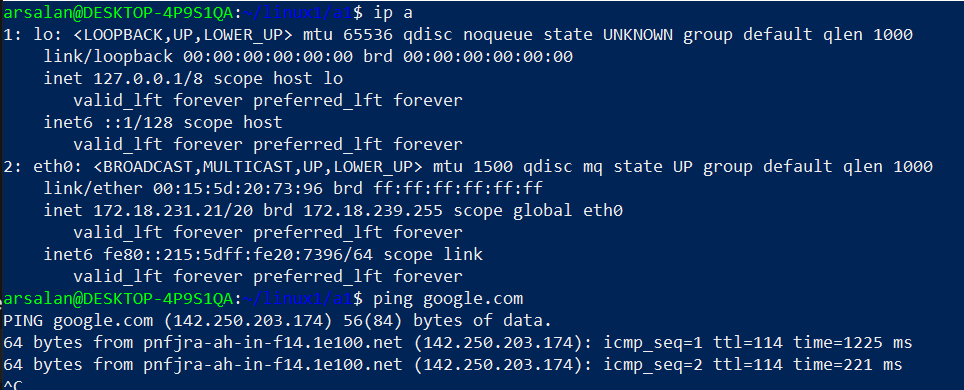 arsalan@DESKTOP-4P9S1QA:~/linux1/a1$ ip a
1: lo: <LOOPBACK,UP,LOWER_UP> mtu 65536 qdisc noqueue state UNKNOWN group default qlen 1000
link/loopback 00:00:00:00:00:00 brd 00:00:00:00:00:00
inet 127.0.0.1/8 scope host lo
valid_lft forever preferred_lft forever
inet6 ::1/128 scope host
valid_lft forever preferred_lft forever
2: eth0: <BROADCAST,MULTICAST,UP,LOWER_UP> mtu 1500 qdisc mq state UP group default qlen 1000
link/ether 00:15:5d:20:73:96 brd ff:ff:ff:ff:ff:ff
inet 172.18.231.21/20 brd 172.18.239.255 scope global eth0
valid_lft forever preferred_lft forever
inet6 fe80::215:5dff:fe20:7396/64 scope link
valid_lft forever preferred_lft forever
arsalan@DESKTOP-4P9S1QA:~/linux1/a1$ ping google.com
PING google.com (142.250.203.174) 56(84) bytes of data.
64 bytes from pnfjra-ah-in-f14.1e100.net (142.250.203.174): icmp_seq=1 ttl=114 time=1225 ms
64 bytes from pnfjra-ah-in-f14.1e100.net (142.250.203.174): icmp_seq=2 ttl=114 time=221 ms
^C